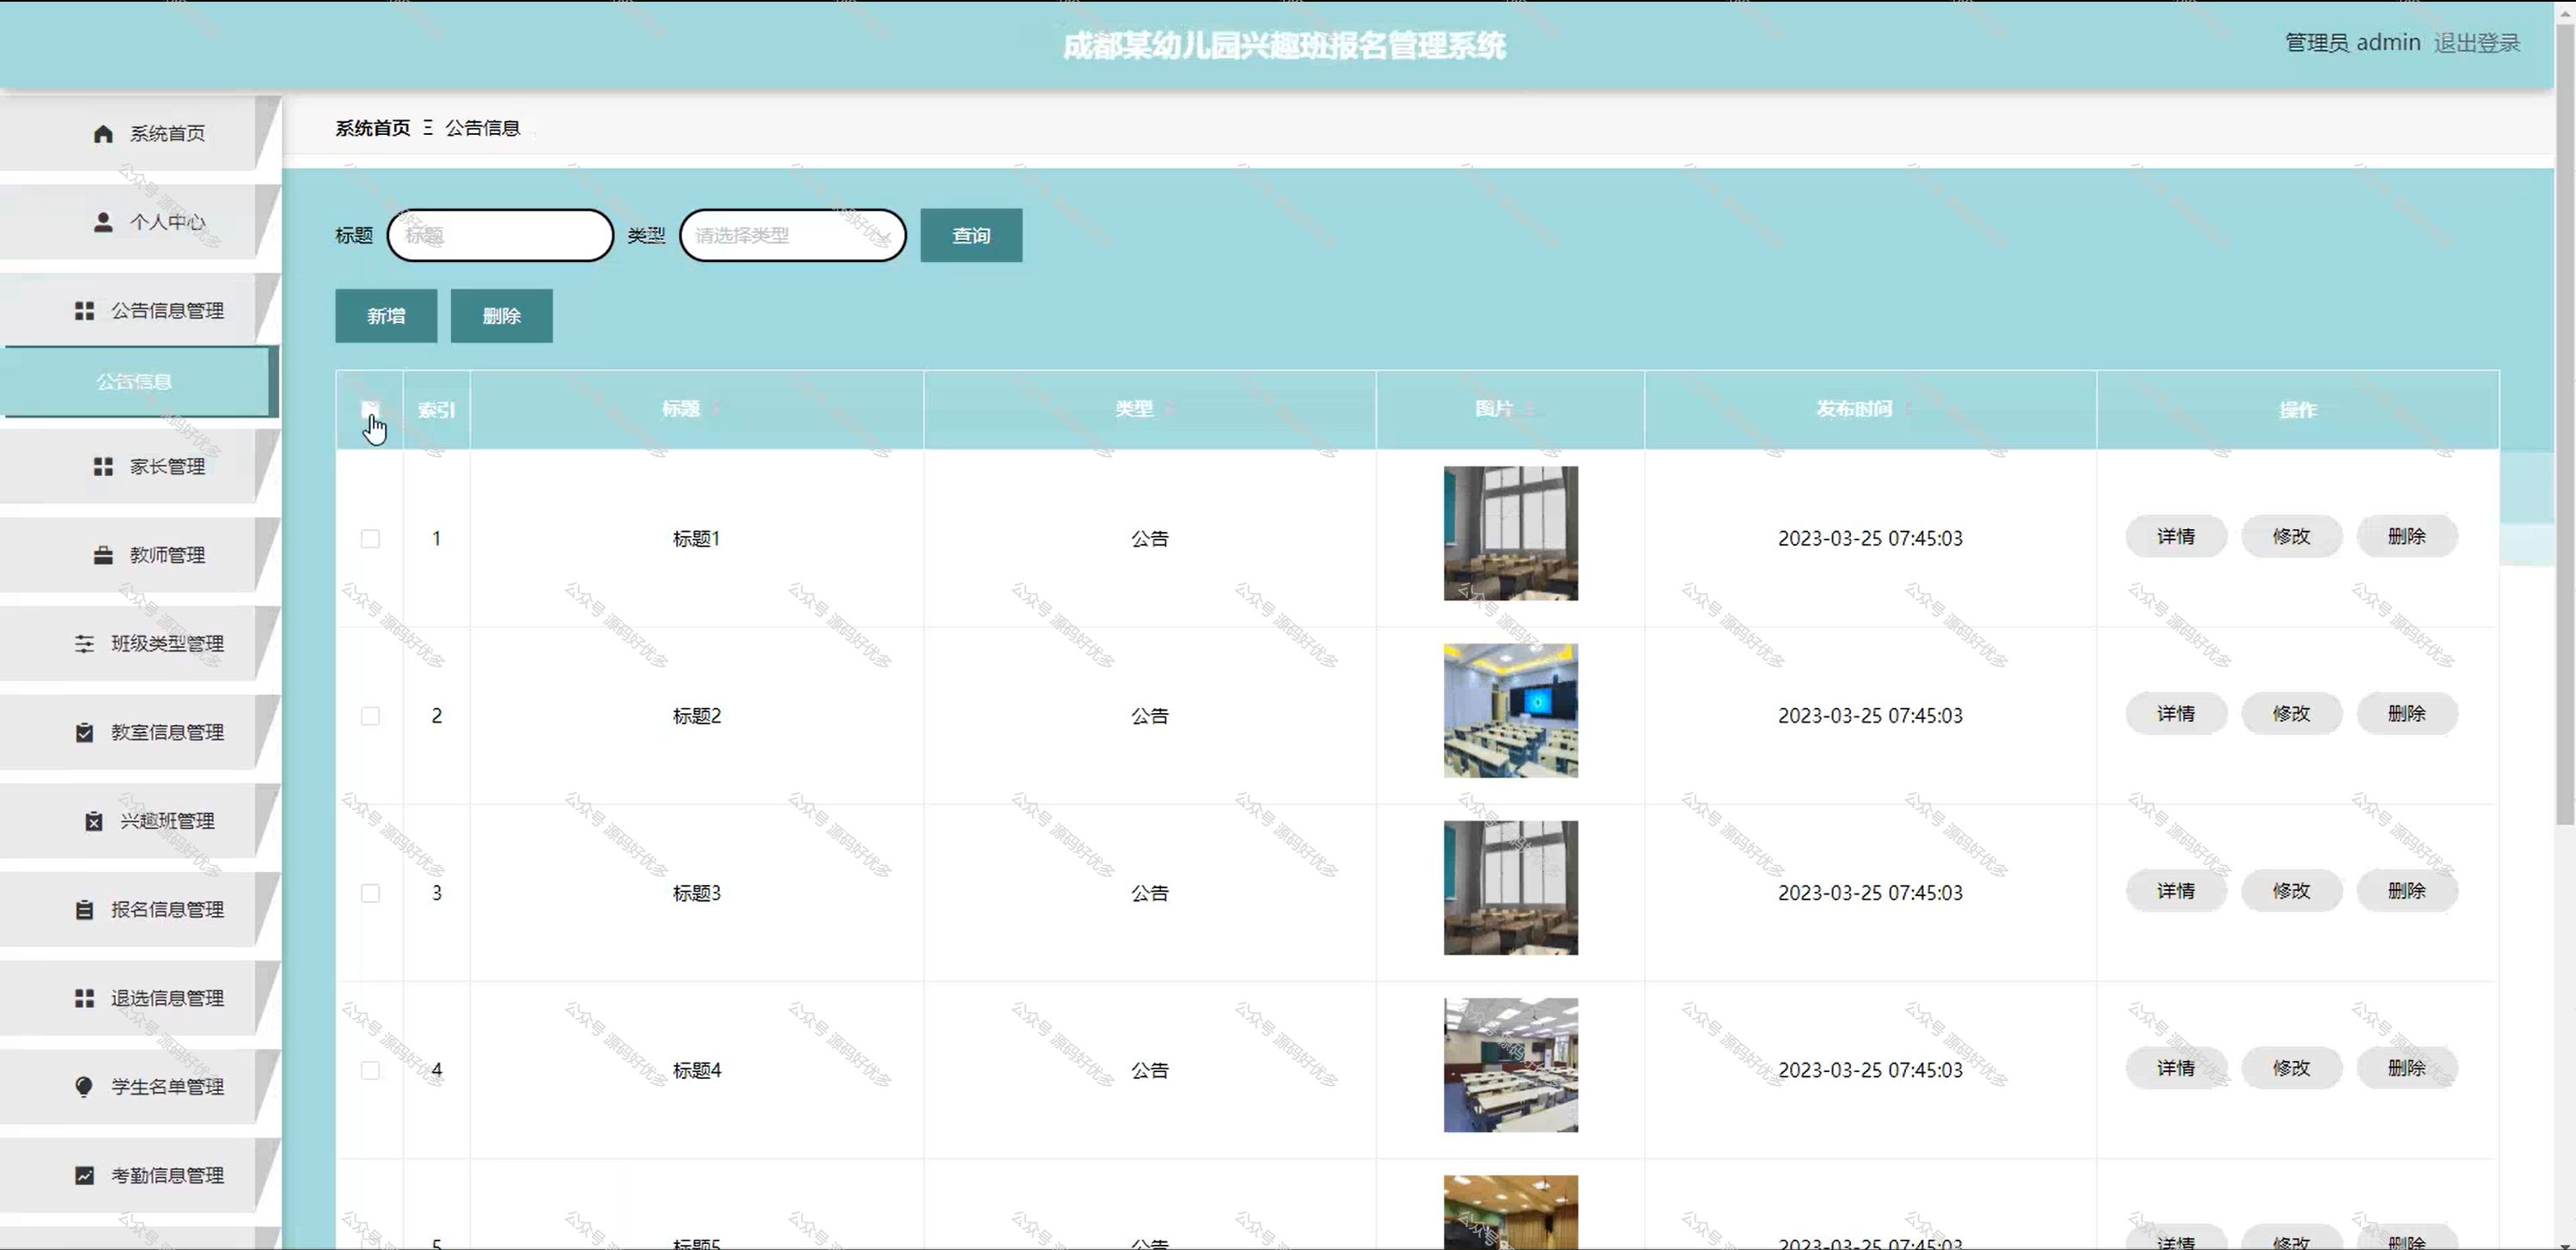 成都某幼儿园兴趣班报名管理系统
管理员 admin 退出登录
系统首页
个人中心
公告信息管理
公告信息
家长管理
教师管理
班级类型管理
教室信息管理
兴趣班管理
报名信息管理
退选信息管理
学生名单管理
考勤信息管理
系统首页 Ξ 公告信息
标题 标题 类型 请选择类型 查询
新增 删除
索引 标题 类型 图片 发布时间 操作
1 标题1 公告 2023-03-25 07:45:03 详情 修改 删除
2 标题2 公告 2023-03-25 07:45:03 详情 修改 删除
3 标题3 公告 2023-03-25 07:45:03 详情 修改 删除
4 标题4 公告 2023-03-25 07:45:03 详情 修改 删除
5 标题5 公告 2023-03-25 07:45:03 详情 修改 删除
公众号 源码好优多